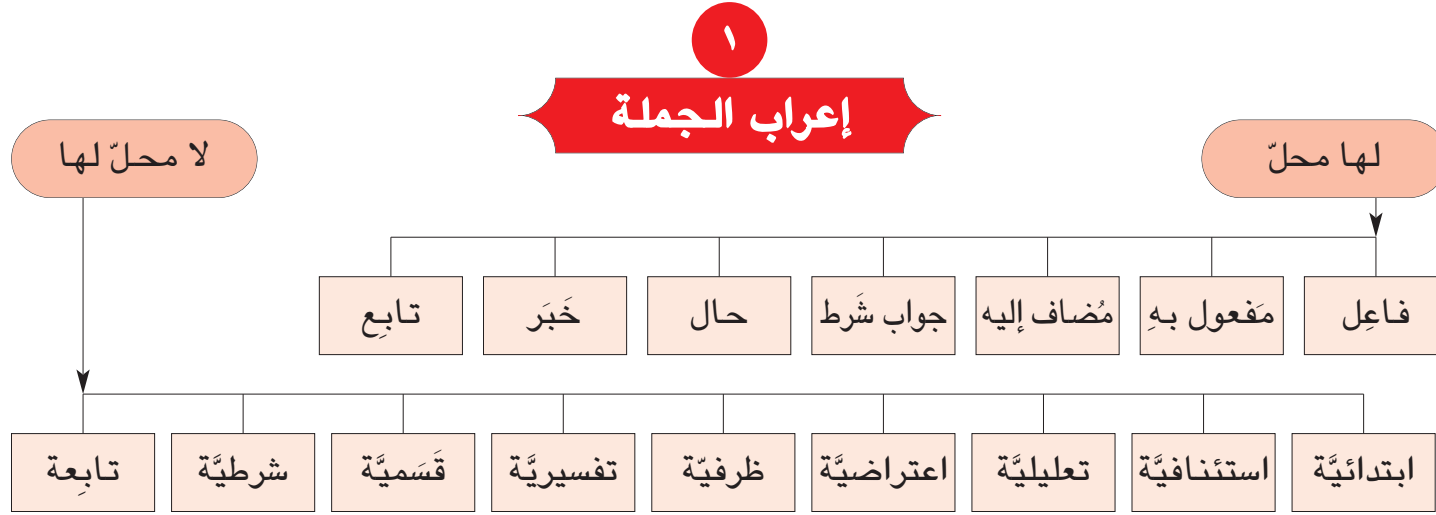 ١
إعراب الجملة
لها محلّ
لا محلّ لها
فاعِل
مَفعول بهِ
مُضاف إليه
جواب شَرط
حال
خَبَر
تابِع
ابتدائيَّة
استئنافيَّة
تعليليَّة
اعتراضيَّة
ظرفيّة
تفسيريَّة
قَسَميَّة
شرطيَّة
تابِعة